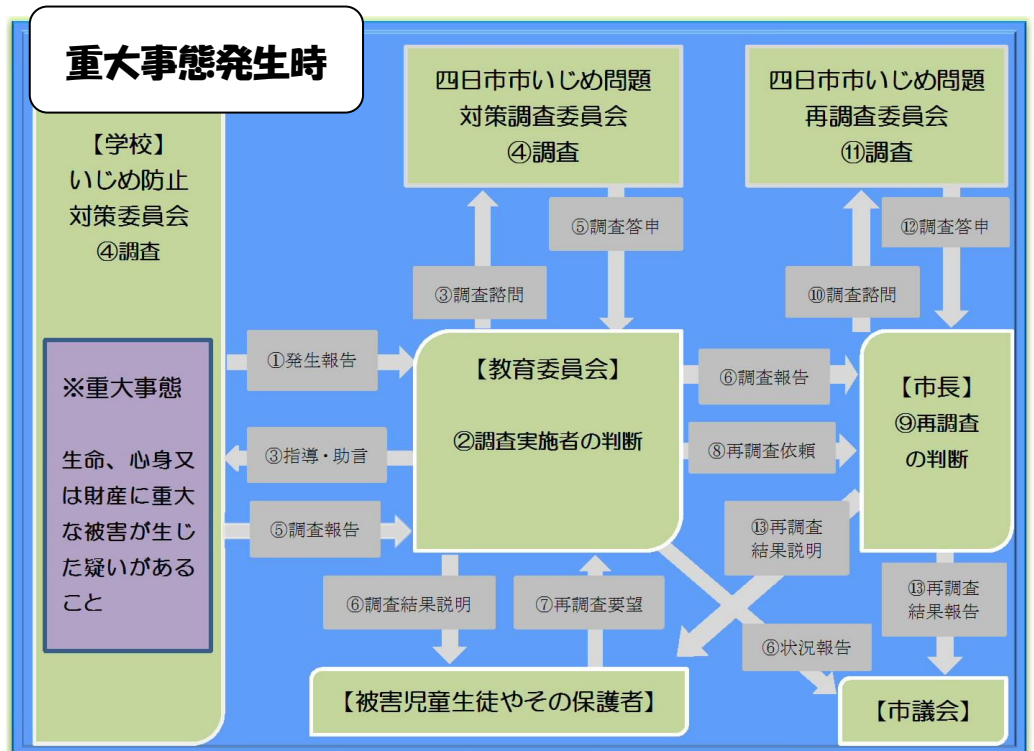 重大事態発生時
【学校】
いじめ防止
対策委員会
④調査
※重大事態
生命、心身又
は財産に重大
な被害が生じ
た疑いがある
こと
四日市市いじめ問題
対策調査委員会
④調査
四日市市いじめ問題
再調査委員会
⑪調査
③調査諮問
⑤調査答申
⑩調査諮問
⑫調査答申
①発生報告
③指導・助言
⑤調査報告
【教育委員会】
②調査実施者の判断
⑥調査報告
⑧再調査依頼
【市長】
⑨再調査
の判断
⑥調査結果説明
⑦再調査要望
⑬再調査
結果説明
⑥状況報告
⑬再調査
結果報告
【被害児童生徒やその保護者】
【市議会】